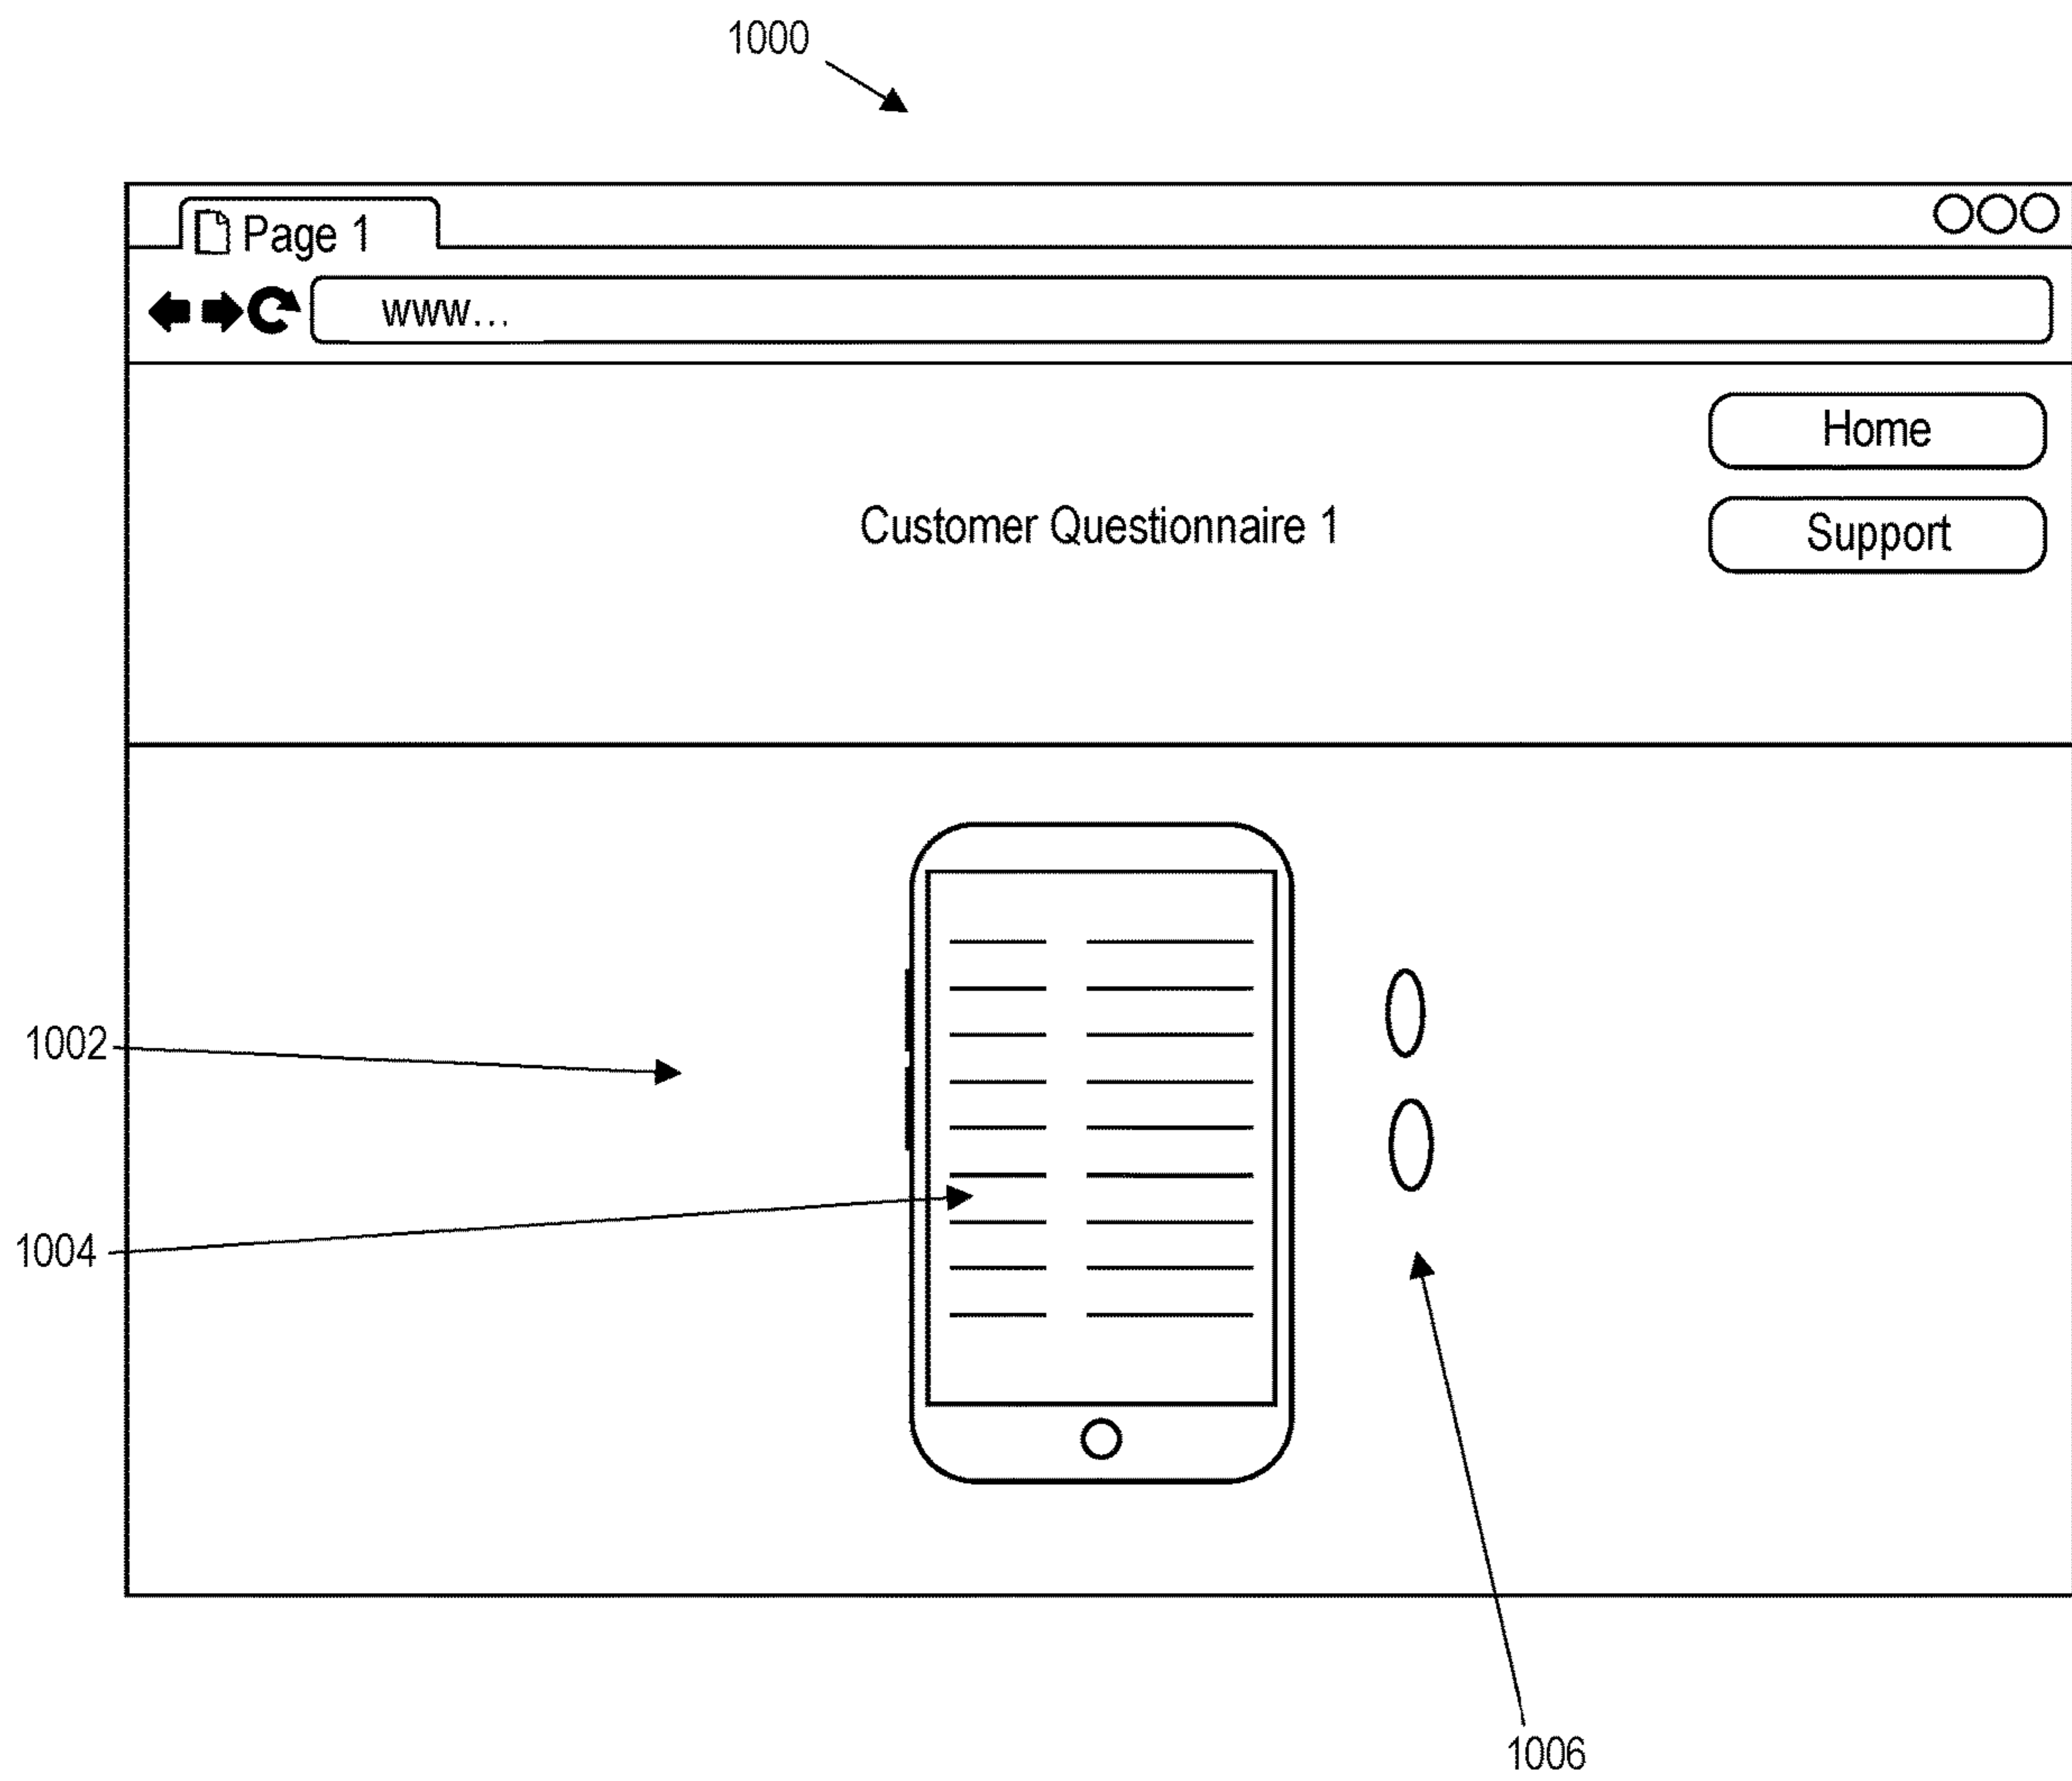 1000
Page 1
www...
Home
Customer Questionnaire 1
Support
1002
1004
1006